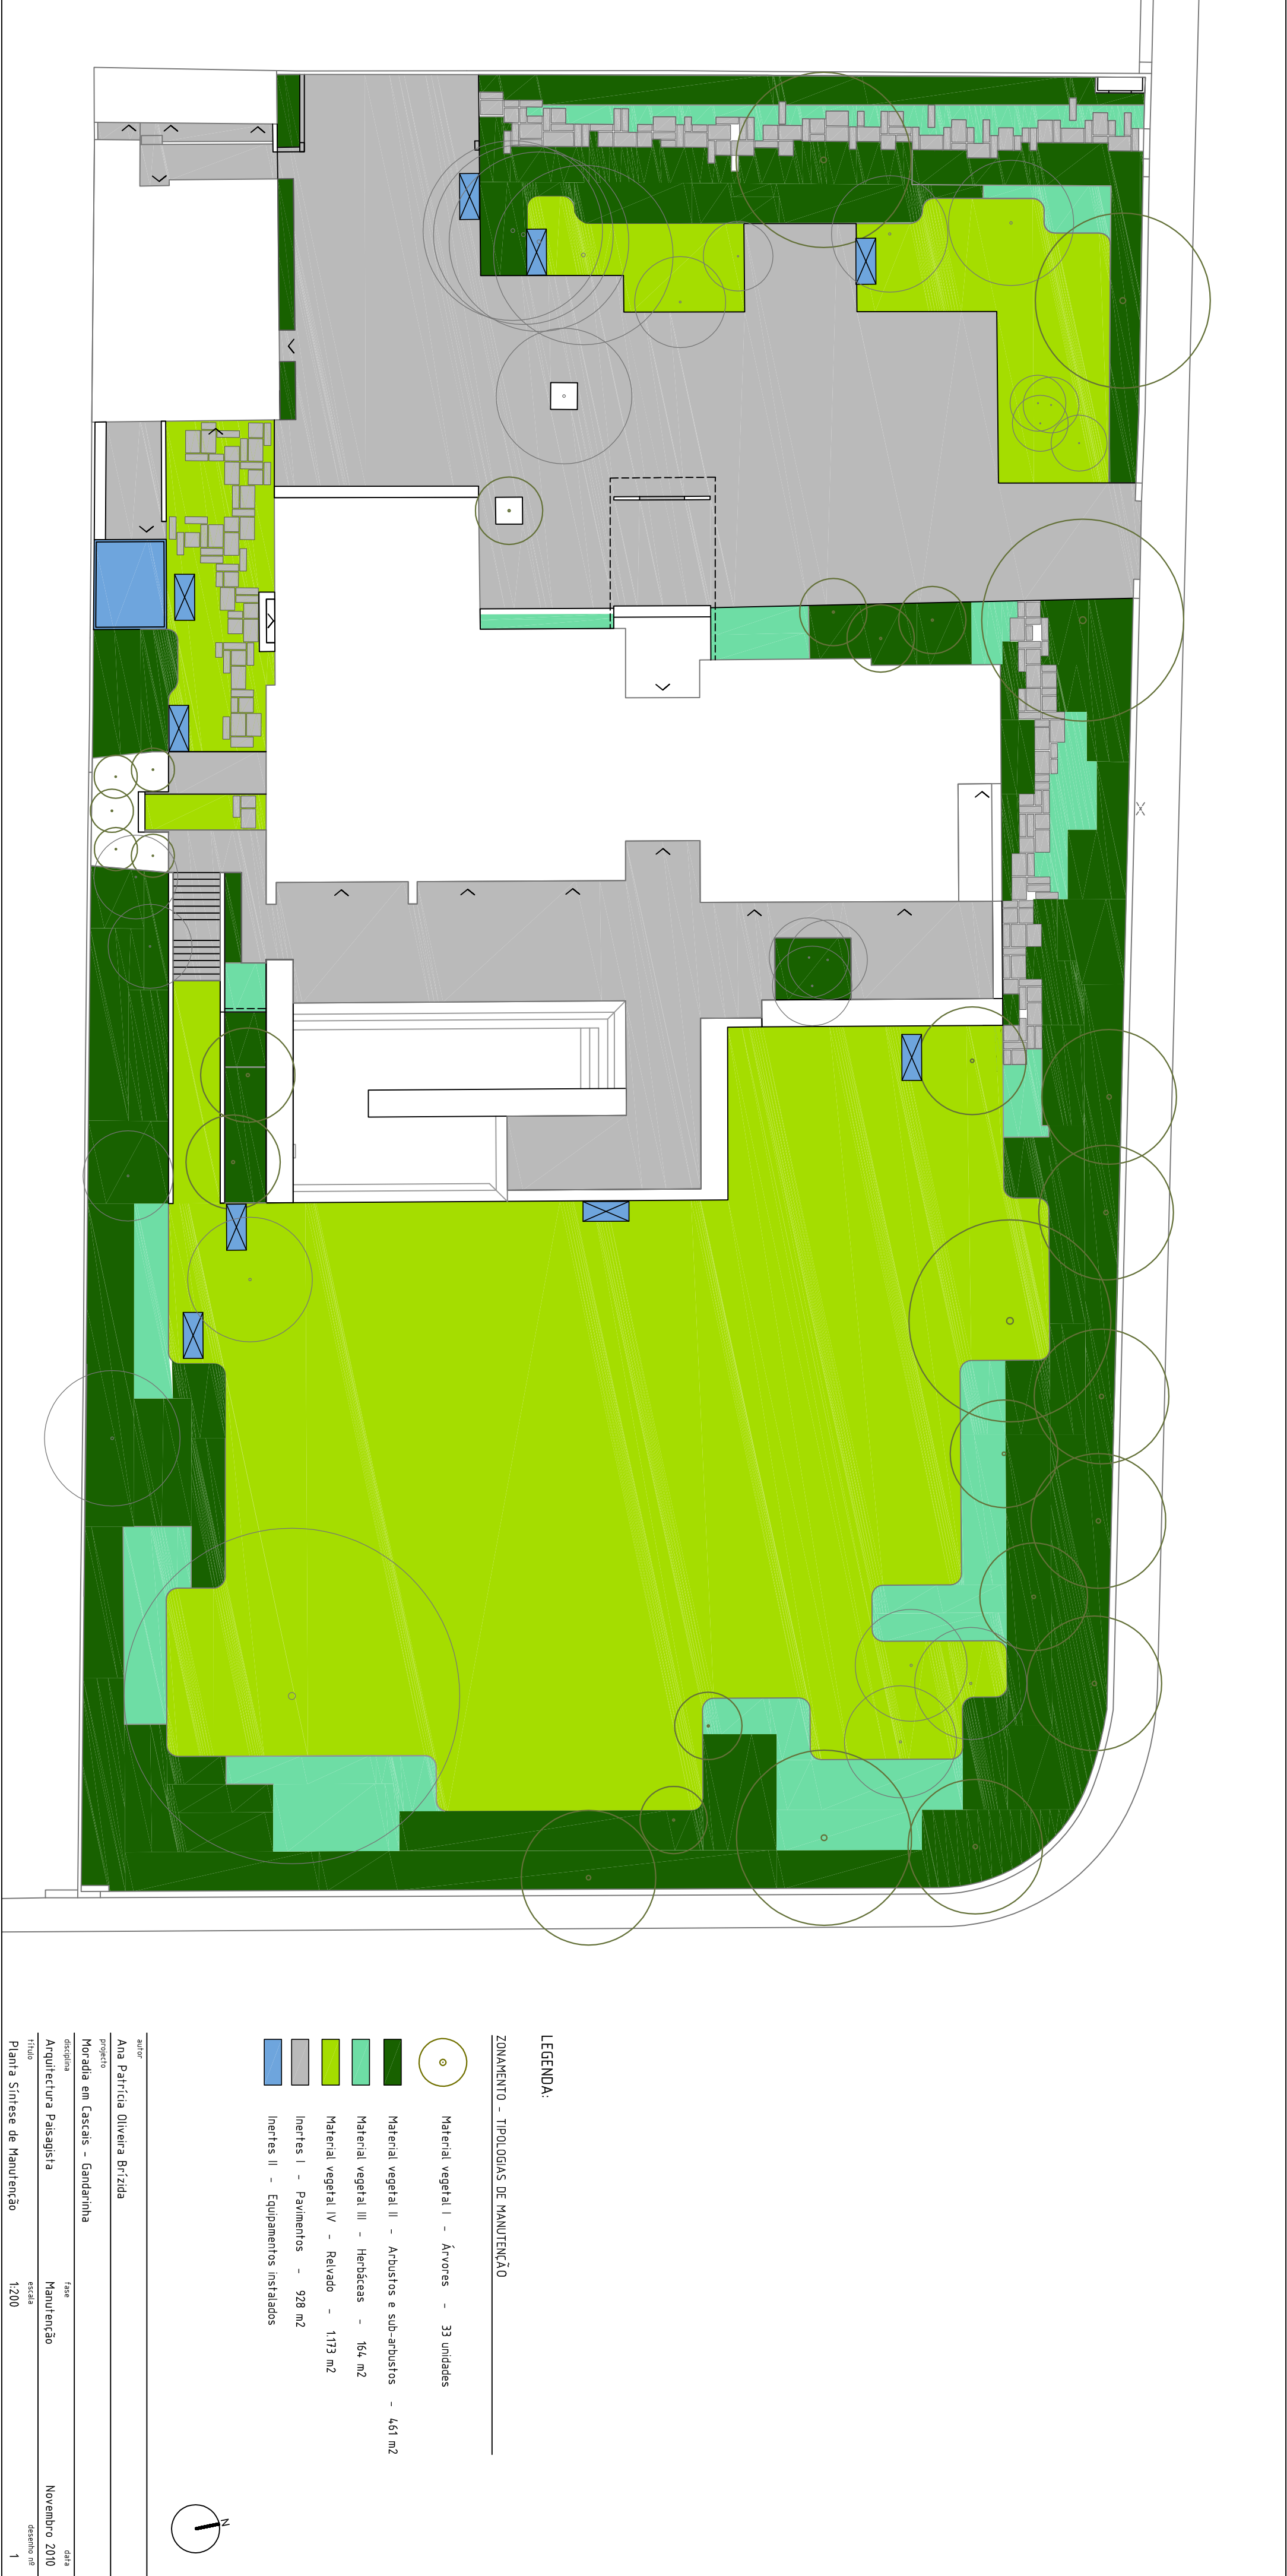 LEGENDA:
ZONAMENTO - TIPOLOGIAS DE MANUTENÇÃO
Material vegetal I - Árvores - 33 unidades
Material vegetal II - Arbustos e sub-arbustos - 461 m2
Material vegetal III - Herbáceas - 164 m2
Material vegetal IV - Relvado - 1.173 m2
Inertes I - Pavimentos - 928 m2
Inertes II - Equipamentos instalados
N
autor
Ana Patrícia Oliveira Brízida
projecto
Moradia em Cascais - Gandarinha
disciplina fase data
Arquitectura Paisagista Manutenção Novembro 2010
título escala desenho nº
Planta Síntese de Manutenção 1:200 1